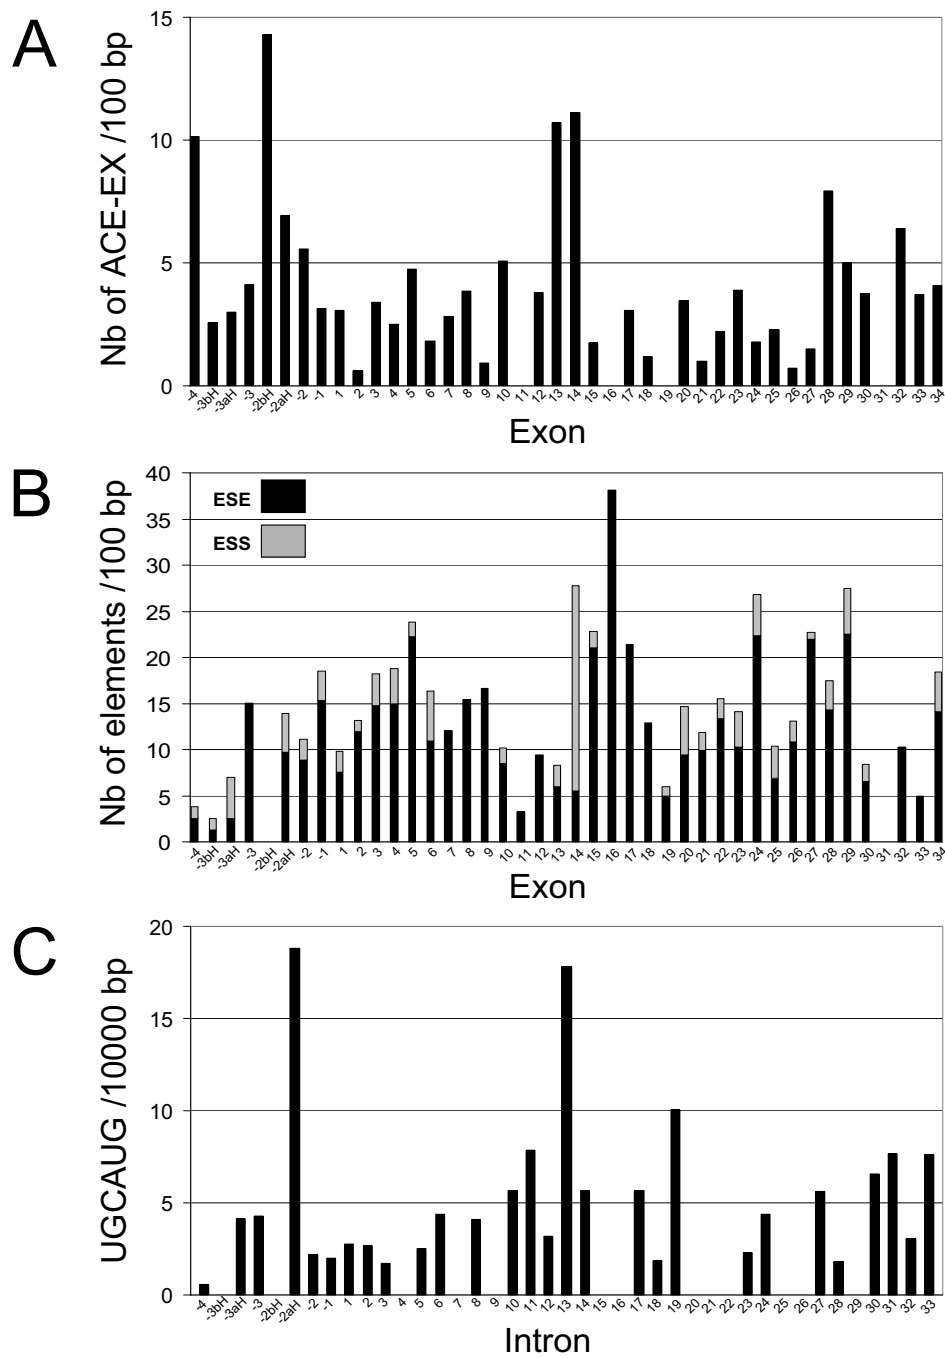 A
Nb of ACE-EX /100 bp
15
10
5
0
-4 -3bH -3aH -3 -2bH -2aH -2 -1 1 2 3 4 5 6 7 8 9 10 11 12 13 14 15 16 17 18 19 20 21 22 23 24 25 26 27 28 29 30 31 32 33 34
Exon
B
Nb of elements /100 bp
40
35
30
25
20
15
10
5
0
ESE
ESS
-4 -3bH -3aH -3 -2bH -2aH -2 -1 1 2 3 4 5 6 7 8 9 10 11 12 13 14 15 16 17 18 19 20 21 22 23 24 25 26 27 28 29 30 31 32 33 34
Exon
C
UGCAUG /10000 bp
20
15
10
5
0
-4 -3bH -3aH -3 -2bH -2aH -2 -1 1 2 3 4 5 6 7 8 9 10 11 12 13 14 15 16 17 18 19 20 21 22 23 24 25 26 27 28 29 30 31 32 33
Intron